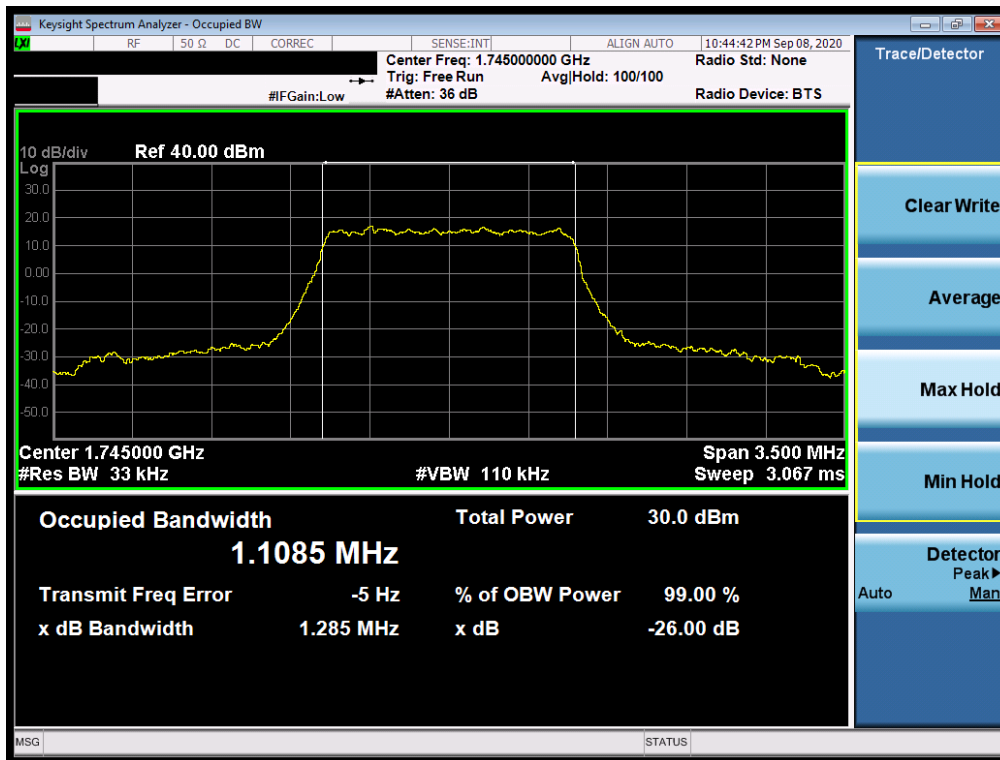 Keysight Spectrum Analyzer - Occupied BW
LXI RF 50 Ω DC CORREC SENSE:INT ALIGN AUTO 10:44:42 PM Sep 08, 2020
Center Freq: 1.745000000 GHz Radio Std: None
Trig: Free Run Avg|Hold: 100/100
#IFGain:Low #Atten: 36 dB Radio Device: BTS
10 dB/div Ref 40.00 dBm
Log
30.0
20.0
10.0
0.00
-10.0
-20.0
-30.0
-40.0
-50.0
Center 1.745000 GHz Span 3.500 MHz
#Res BW 33 kHz #VBW 110 kHz Sweep 3.067 ms
Occupied Bandwidth Total Power 30.0 dBm
1.1085 MHz
Transmit Freq Error -5 Hz % of OBW Power 99.00 %
x dB Bandwidth 1.285 MHz x dB -26.00 dB
MSG STATUS
Trace/Detector
Clear Write
Average
Max Hold
Min Hold
Detector
Peak▶
Auto Man